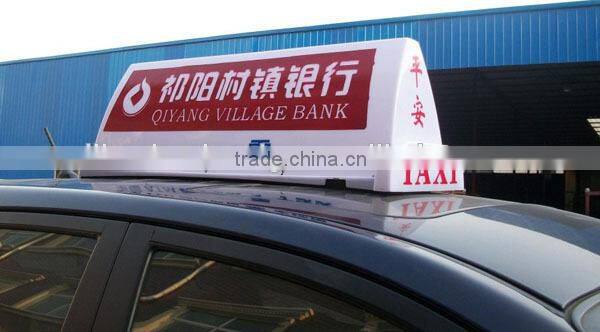 祁阳村镇银行
QIYANG VILLAGE BANK
平安
TAXI
trade.china.cn